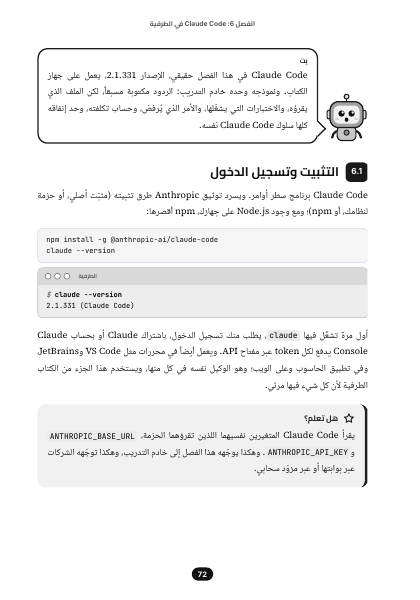 الفصل 6: Claude Code في الطرفية
بِت
Claude Code في هذا الفصل حقيقي، الإصدار 2.1.331، يعمل على جهاز
الكتاب. ونموذجه وحده خادم التدريب: الردود مكتوبة مسبقاً، لكن الملف الذي
يقرؤه، والاختبارات التي يشغّلها، والأمر الذي يُرفض، وحساب تكلفته، وحد إنفاقه
كلها سلوك Claude Code نفسه.
6.1 التثبيت وتسجيل الدخول
Claude Code برنامج سطر أوامر. ويسرد توثيق Anthropic طرق تثبيته (مثبّت أصلي، أو حزمة
لنظامك، أو npm)؛ ومع وجود Node.js على جهازك، npm أقصرها:
npm install -g @anthropic-ai/claude-code
claude --version
الطرفية
$ claude --version
2.1.331 (Claude Code)
أول مرة تشغّل فيها claude، يطلب منك تسجيل الدخول، باشتراك Claude أو بحساب Claude
Console يدفع لكل token عبر مفتاح API. ويعمل أيضاً في محررات مثل VS Code وJetBrains
وفي تطبيق الحاسوب وعلى الويب؛ وهو الوكيل نفسه في كل منها، ويستخدم هذا الجزء من الكتاب
الطرفية لأن كل شيء فيها مرئي.
هل تعلم؟
يقرأ Claude Code المتغيرين نفسيهما اللذين تقرؤهما الحزمة، ANTHROPIC_BASE_URL
و ANTHROPIC_API_KEY. وهكذا يوجّهه هذا الفصل إلى خادم التدريب، وهكذا توجّهه الشركات
عبر بوابتها أو عبر مزوّد سحابي.
72